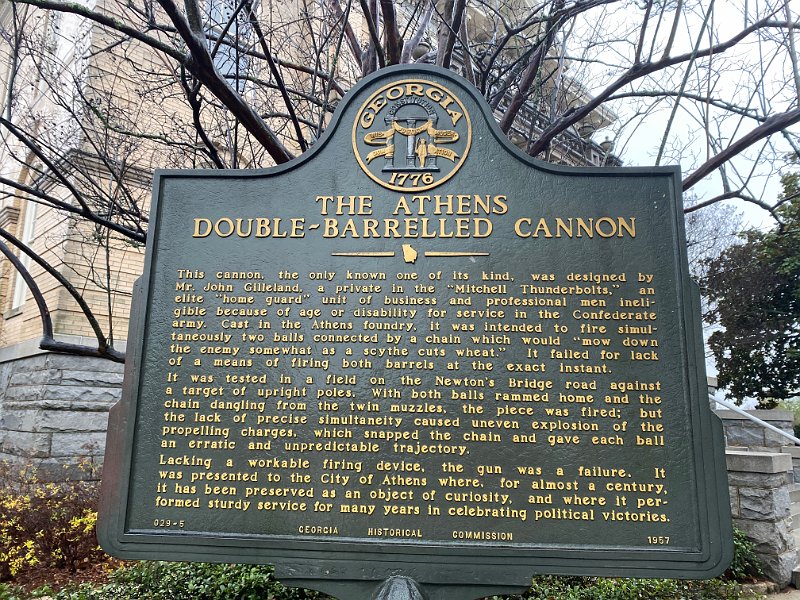 GEORGIA
1776
THE ATHENS
DOUBLE-BARRELLED CANNON
This cannon, the only known one of its kind, was designed by
Mr. John Gilleland, a private in the "Mitchell Thunderbolts," an
elite "home guard" unit of business and professional men ineli-
gible because of age or disability for service in the Confederate
army. Cast in the Athens foundry, it was intended to fire simul-
taneously two balls connected by a chain which would "mow down
the enemy somewhat as a scythe cuts wheat." It failed for lack
of a means of firing both barrels at the exact instant.
It was tested in a field on the Newton's Bridge road against
a target of upright poles. With both balls rammed home and the
chain dangling from the twin muzzles, the piece was fired; but
the lack of precise simultaneity caused uneven explosion of the
propelling charges, which snapped the chain and gave each ball
an erratic and unpredictable trajectory.
Lacking a workable firing device, the gun was a failure. It
was presented to the City of Athens where, for almost a century,
it has been preserved as an object of curiosity, and where it per-
formed sturdy service for many years in celebrating political victories.
029-5 GEORGIA HISTORICAL COMMISSION 1957